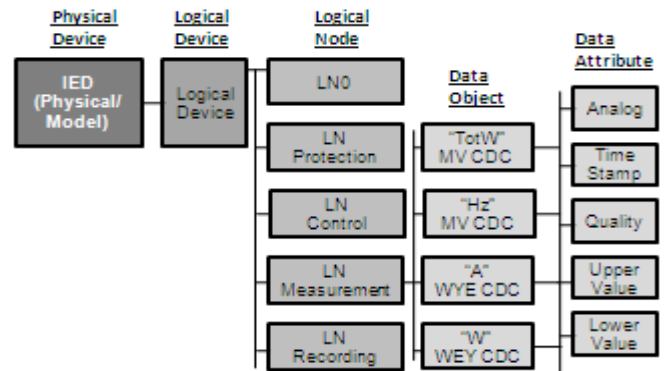 Physical
Device
Logical
Device
Logical
Node
Data
Object
Data
Attribute
IED
(Physical/
Model)
Logical
Device
LN0
LN
Protection
LN
Control
LN
Measurement
LN
Recording
"TotW"
MV CDC
"Hz"
MV CDC
"A"
WYE CDC
"W"
WEY CDC
Analog
Time
Stamp
Quality
Upper
Value
Lower
Value